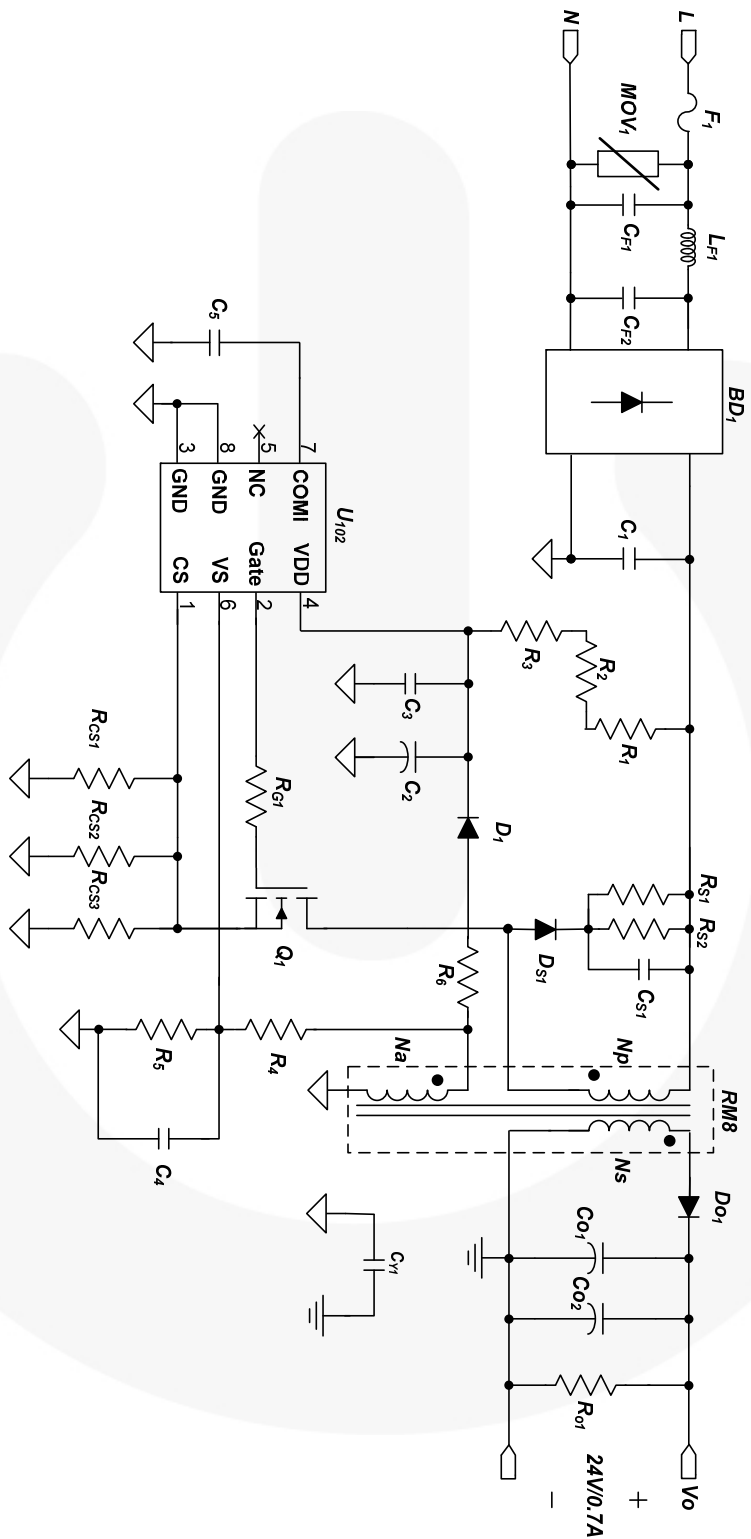 L
N
F1
MOV1
CF1
LF1
CF2
BD1
C1
R1
R2
R3
RS1
RS2
CS1
DS1
RM8
Np
Ns
Na
Do1
Co1
Co2
Ro1
Vo
+
24V/0.7A
−
C5
U102
7 COMI
5 NC
8 GND
3 GND
VDD 4
Gate 2
VS 6
CS 1
C3
C2
D1
R6
RG1
Q1
RCS1
RCS2
RCS3
R4
R5
C4
CY1